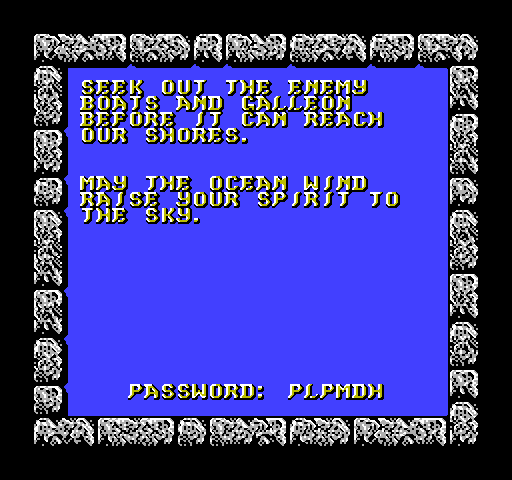 SEEK OUT THE ENEMY
BOATS AND GALLEON
BEFORE IT CAN REACH
OUR SHORES.
MAY THE OCEAN WIND
RAISE YOUR SPIRIT TO
THE SKY.
PASSWORD: PLPMDH